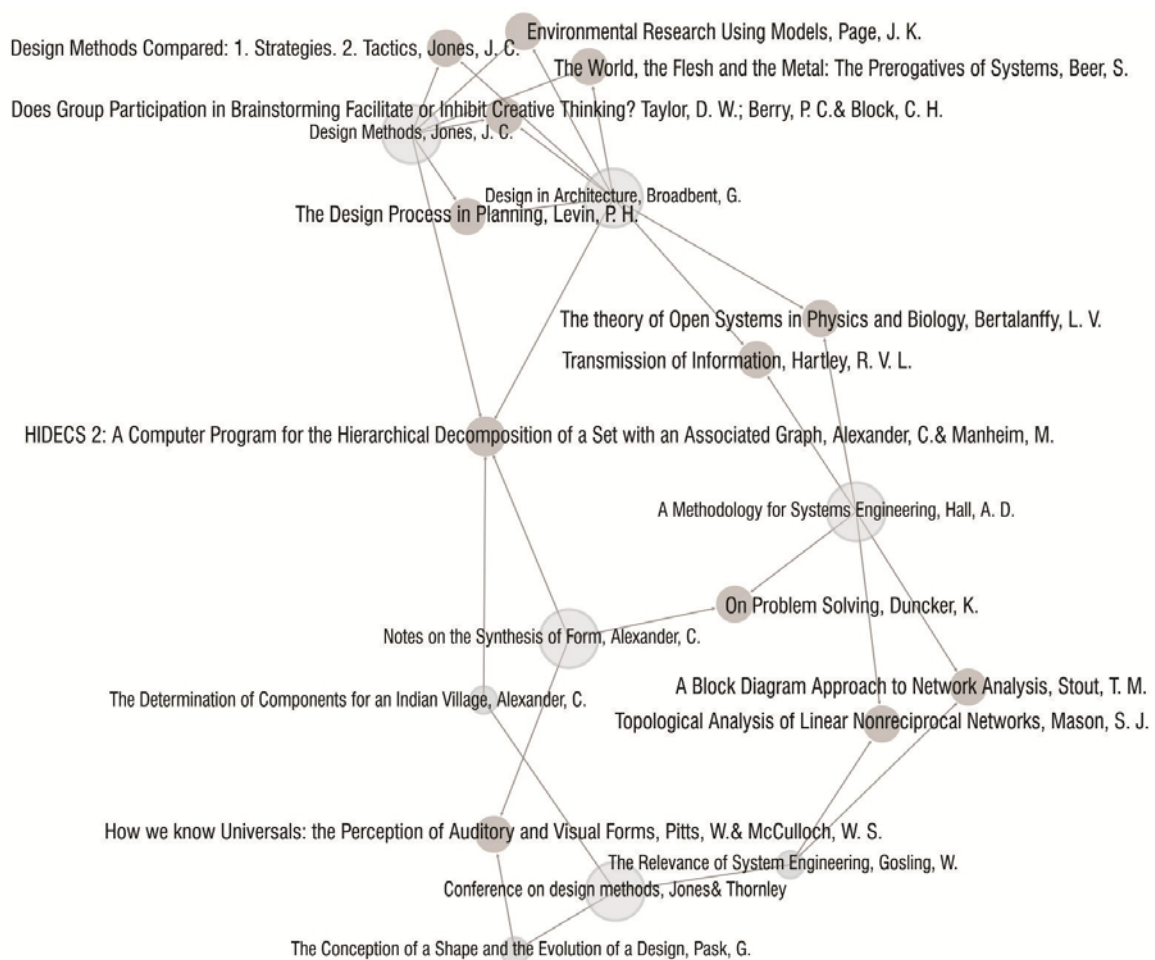 Environmental Research Using Models, Page, J. K.
Design Methods Compared: 1. Strategies. 2. Tactics, Jones, J. C.
The World, the Flesh and the Metal: The Prerogatives of Systems, Beer, S.
Does Group Participation in Brainstorming Facilitate or Inhibit Creative Thinking? Taylor, D. W.; Berry, P. C.& Block, C. H.
Design Methods, Jones, J. C.
Design in Architecture, Broadbent, G.
The Design Process in Planning, Levin, P. H.
The theory of Open Systems in Physics and Biology, Bertalanffy, L. V.
Transmission of Information, Hartley, R. V. L.
HIDECS 2: A Computer Program for the Hierarchical Decomposition of a Set with an Associated Graph, Alexander, C.& Manheim, M.
A Methodology for Systems Engineering, Hall, A. D.
On Problem Solving, Duncker, K.
Notes on the Synthesis of Form, Alexander, C.
A Block Diagram Approach to Network Analysis, Stout, T. M.
The Determination of Components for an Indian Village, Alexander, C.
Topological Analysis of Linear Nonreciprocal Networks, Mason, S. J.
How we know Universals: the Perception of Auditory and Visual Forms, Pitts, W.& McCulloch, W. S.
The Relevance of System Engineering, Gosling, W.
Conference on design methods, Jones& Thornley
The Conception of a Shape and the Evolution of a Design, Pask, G.